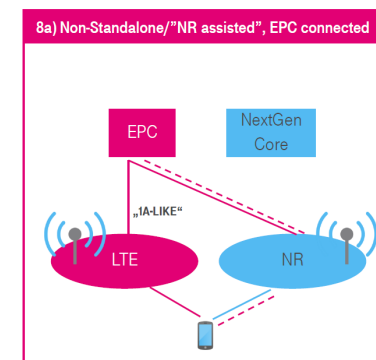 8a) Non-Standalone/”NR assisted”, EPC connected
EPC
NextGen
Core
„1A-LIKE“
LTE
NR